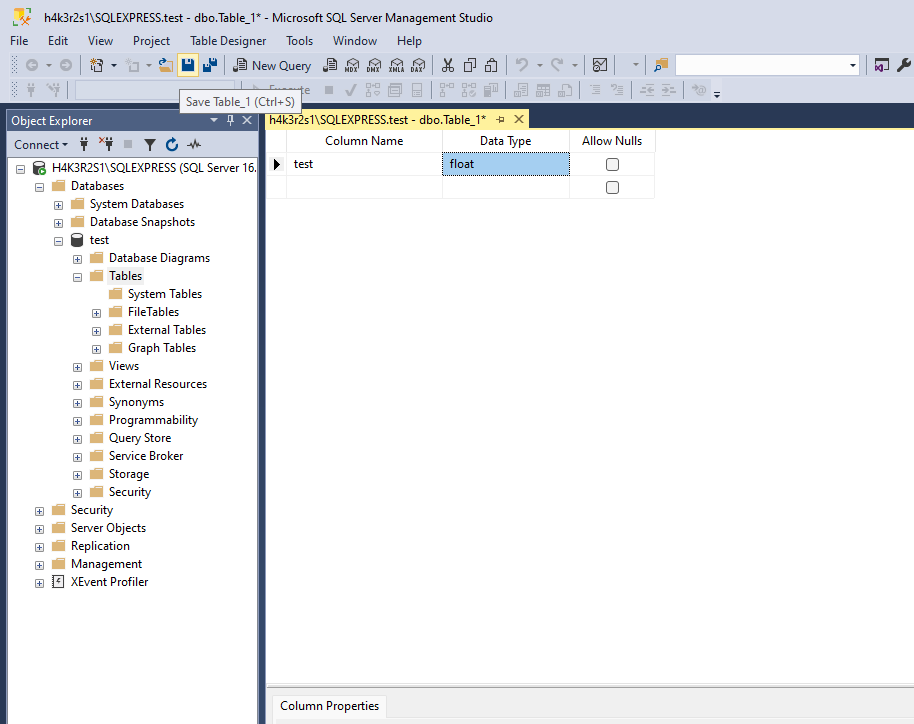 h4k3r2s1\SQLEXPRESS.test - dbo.Table_1* - Microsoft SQL Server Management Studio
File Edit View Project Table Designer Tools Window Help
New Query MDX DMX XMLA DAX
Execute
Save Table_1 (Ctrl+S)
Object Explorer
h4k3r2s1\SQLEXPRESS.test - dbo.Table_1*
Connect
Column Name Data Type Allow Nulls
test float
H4K3R2S1\SQLEXPRESS (SQL Server 16.
Databases
System Databases
Database Snapshots
test
Database Diagrams
Tables
System Tables
FileTables
External Tables
Graph Tables
Views
External Resources
Synonyms
Programmability
Query Store
Service Broker
Storage
Security
Security
Server Objects
Replication
Management
XEvent Profiler
Column Properties